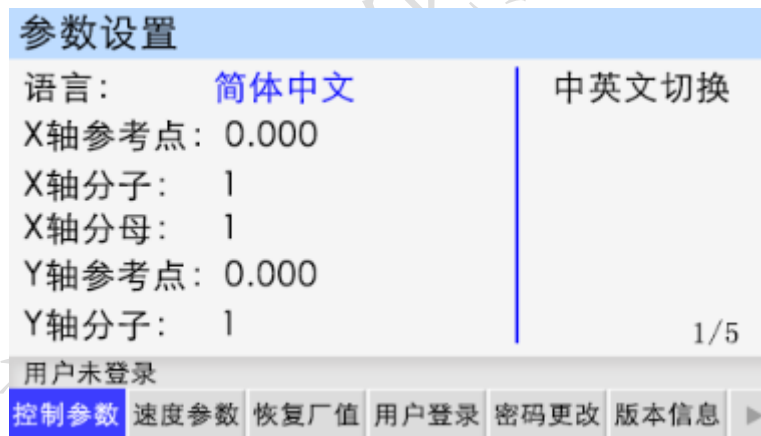 参数设置
语言: 简体中文 中英文切换
X轴参考点: 0.000
X轴分子: 1
X轴分母: 1
Y轴参考点: 0.000
Y轴分子: 1 1/5
用户未登录
控制参数 速度参数 恢复厂值 用户登录 密码更改 版本信息